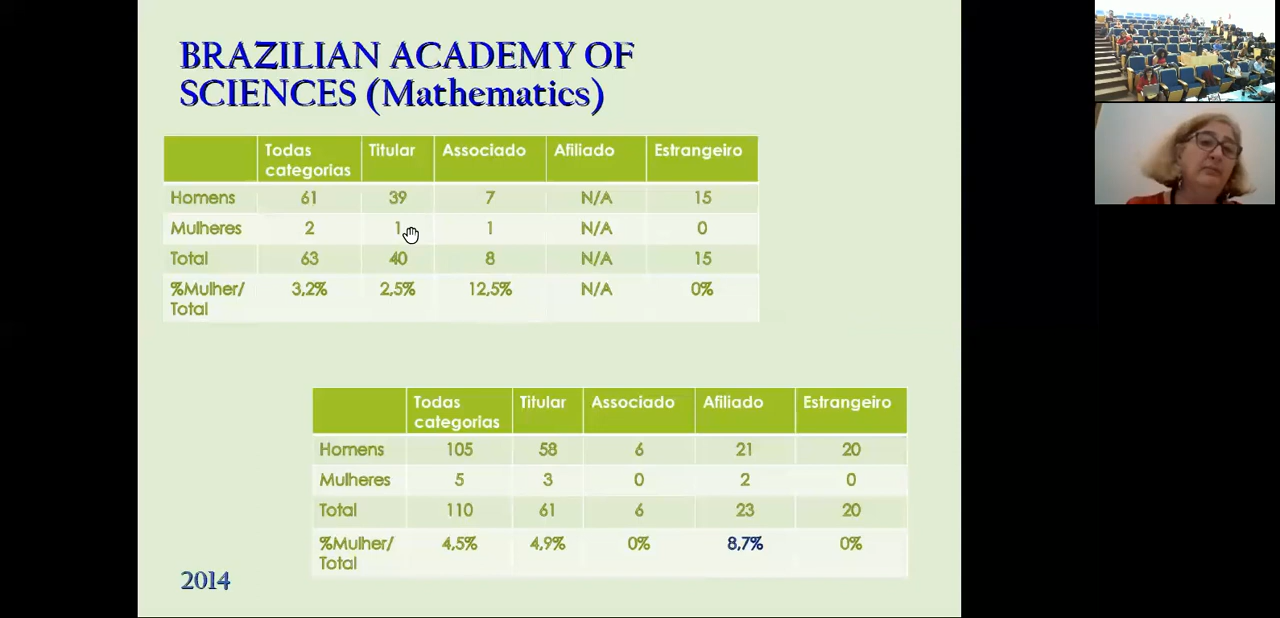 BRAZILIAN ACADEMY OF
SCIENCES (Mathematics)
Todas categorias Titular Associado Afiliado Estrangeiro
Homens 61 39 7 N/A 15
Mulheres 2 1 1 N/A 0
Total 63 40 8 N/A 15
%Mulher/Total 3,2% 2,5% 12,5% N/A 0%
Todas categorias Titular Associado Afiliado Estrangeiro
Homens 105 58 6 21 20
Mulheres 5 3 0 2 0
Total 110 61 6 23 20
%Mulher/Total 4,5% 4,9% 0% 8,7% 0%
2014